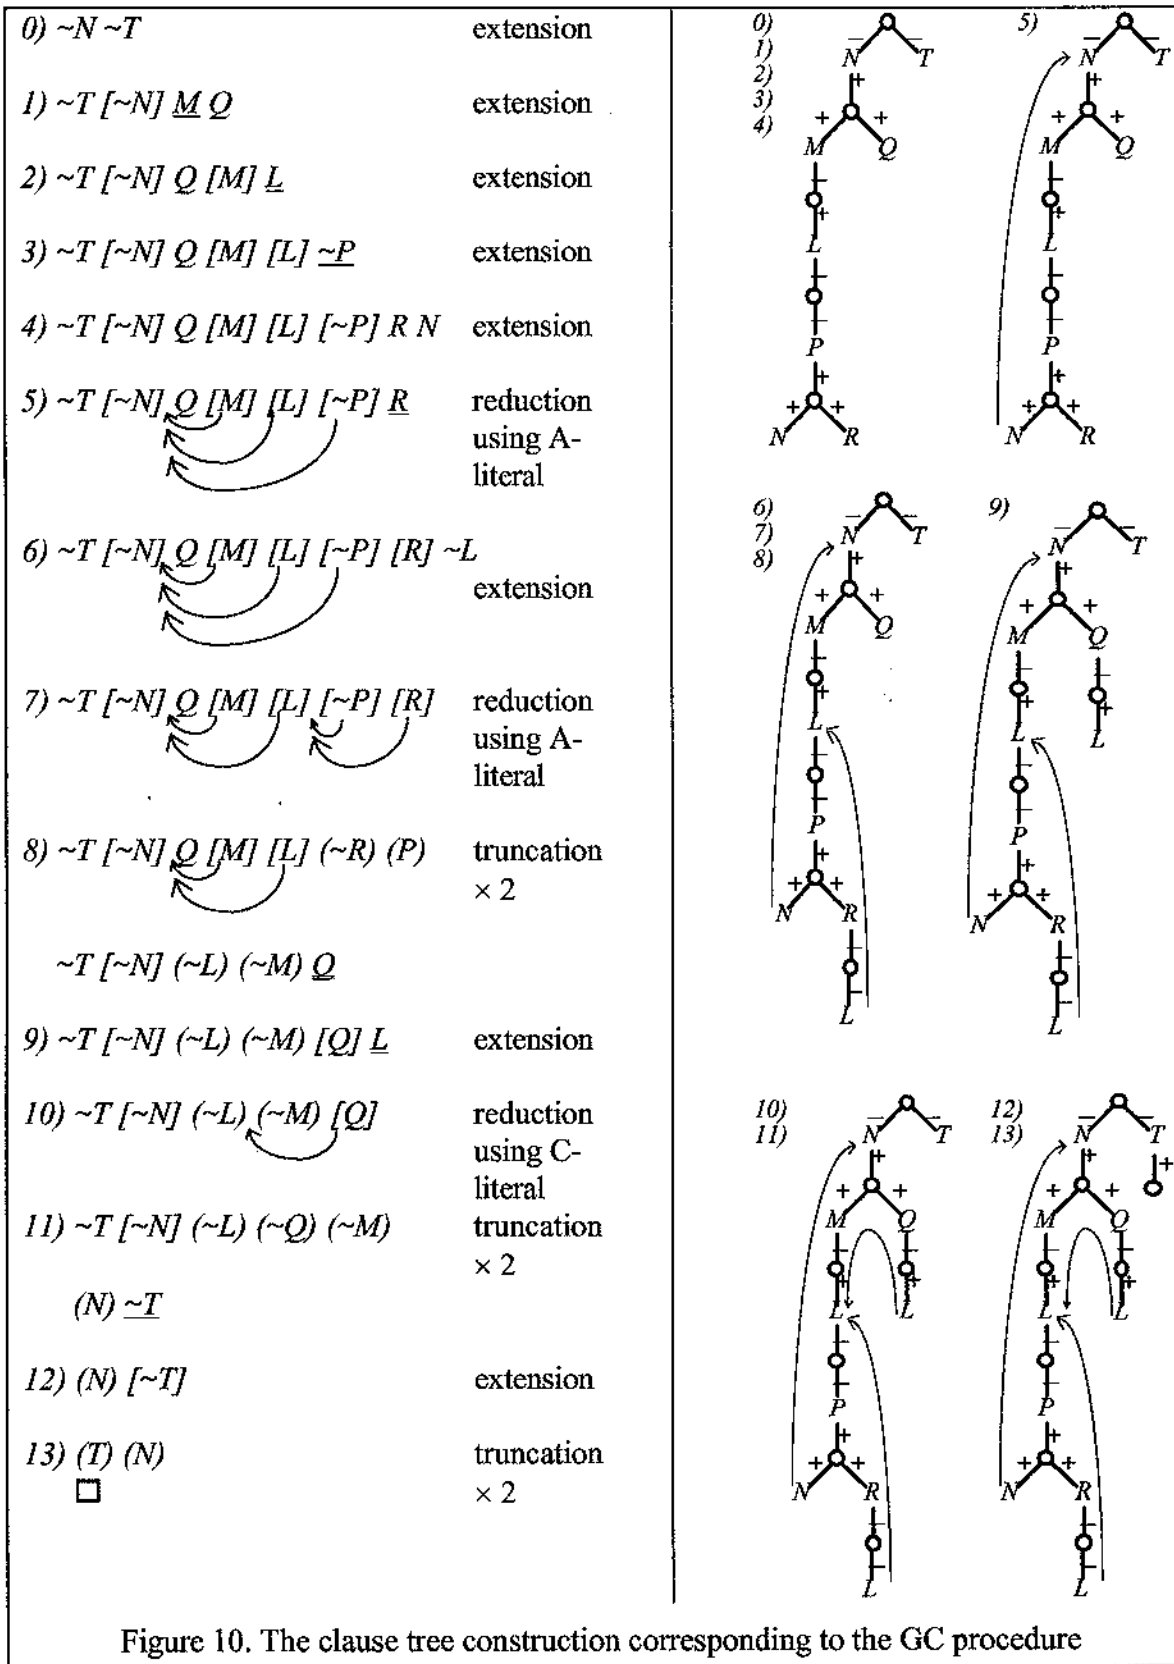 0) ~N ~T extension
1) ~T [~N] M Q extension
2) ~T [~N] Q [M] L extension
3) ~T [~N] Q [M] [L] ~P extension
4) ~T [~N] Q [M] [L] [~P] R N extension
5) ~T [~N] Q [M] [L] [~P] R reduction
using A-
literal
6) ~T [~N] Q [M] [L] [~P] [R] ~L
extension
7) ~T [~N] Q [M] [L] [~P] [R] reduction
using A-
literal
8) ~T [~N] Q [M] [L] (~R) (P) truncation
× 2
~T [~N] (~L) (~M) Q
9) ~T [~N] (~L) (~M) [Q] L extension
10) ~T [~N] (~L) (~M) [Q] reduction
using C-
literal
11) ~T [~N] (~L) (~Q) (~M) truncation
× 2
(N) ~T
12) (N) [~T] extension
13) (T) (N) truncation
× 2
0)
1)
2)
3)
4)
– –
N T
+
+ +
M Q
–
+
L
–
–
P
+
+ +
N R
5)
– –
N T
+
+ +
M Q
–
+
L
–
–
P
+
+ +
N R
6)
7)
8)
– –
N T
+
+ +
M Q
–
+
L
–
–
P
+
+ +
N R
–
–
L
9)
– –
N T
+
+ +
M Q
– –
+ +
L L
–
–
P
+
+ +
N R
–
–
L
10)
11)
– –
N T
+
+ +
M Q
– –
+ +
L L
–
–
P
+
+ +
N R
–
–
L
12)
13)
– –
N T
+ +
+ +
M Q
– –
+ +
L L
–
–
P
+
+ +
N R
–
–
L
Figure 10. The clause tree construction corresponding to the GC procedure